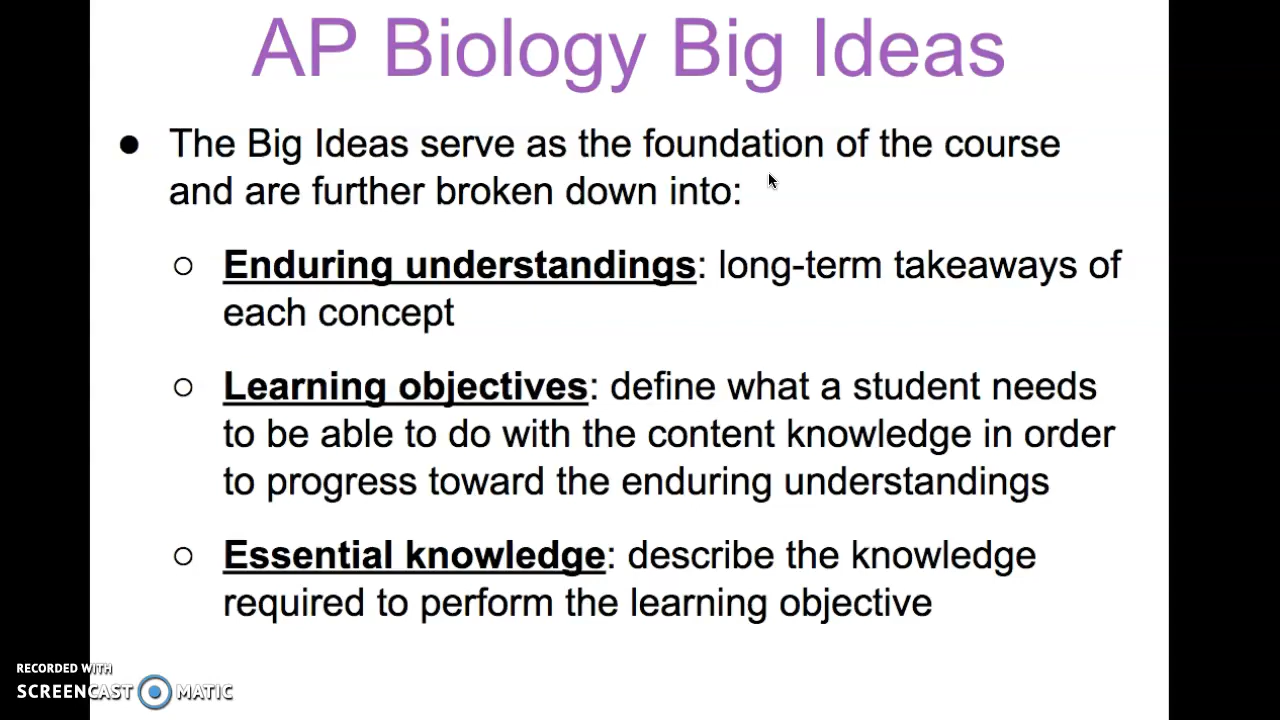 AP Biology Big Ideas
● The Big Ideas serve as the foundation of the course
and are further broken down into:
○ Enduring understandings: long-term takeaways of
each concept
○ Learning objectives: define what a student needs
to be able to do with the content knowledge in order
to progress toward the enduring understandings
○ Essential knowledge: describe the knowledge
required to perform the learning objective
RECORDED WITH
SCREENCAST MATIC